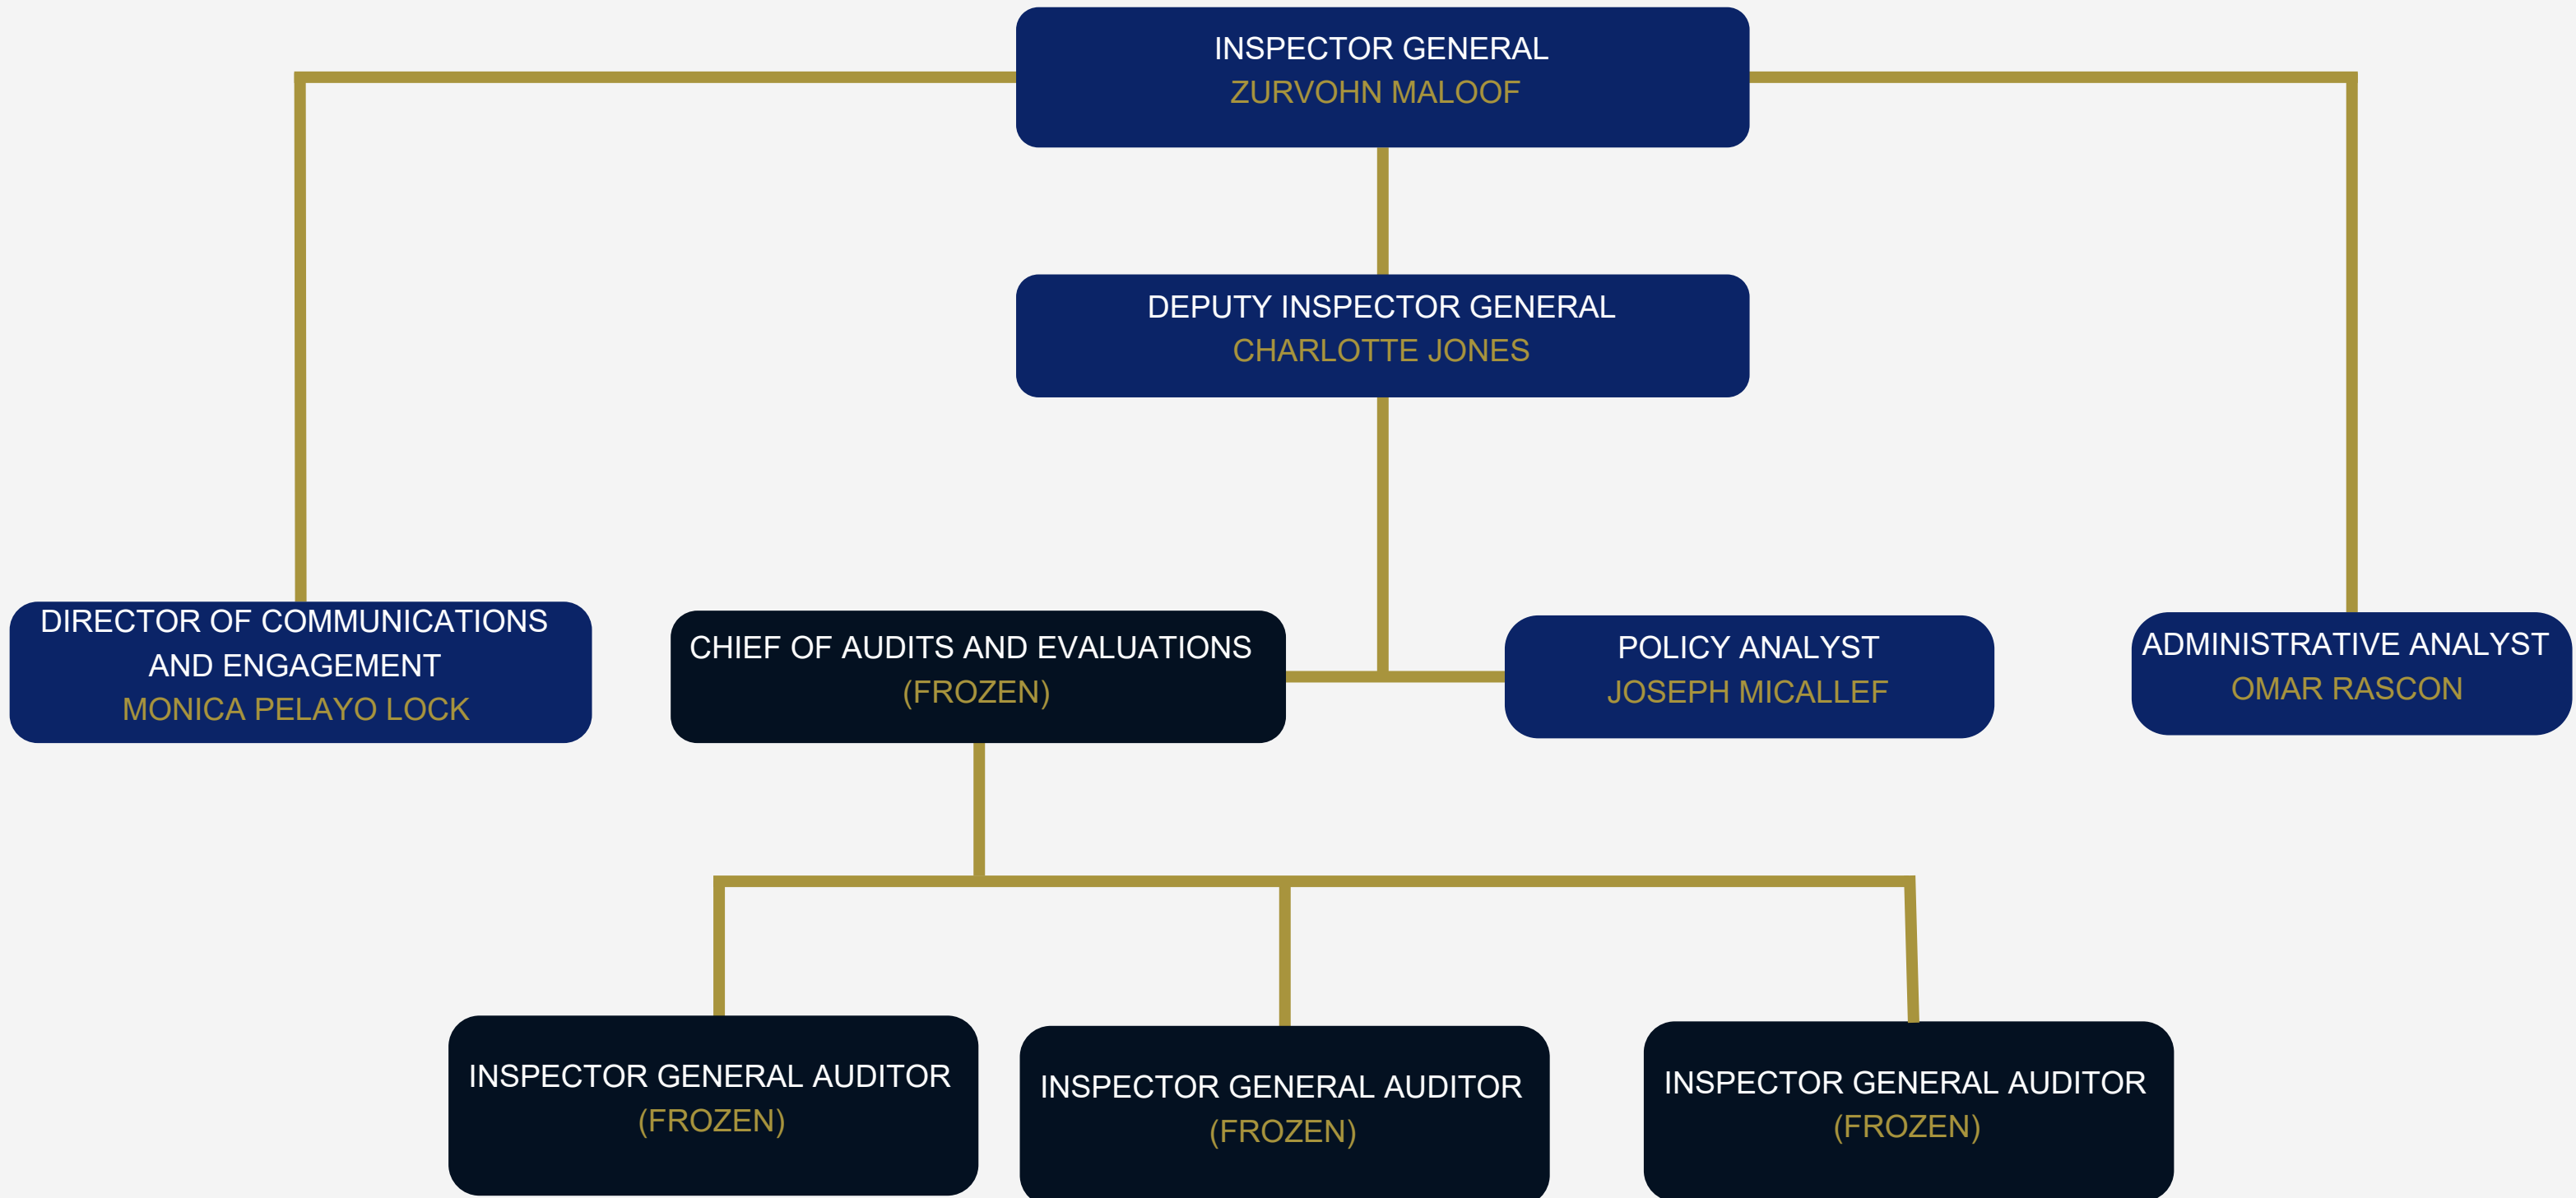 INSPECTOR GENERAL
ZURVOHN MALOOF
DEPUTY INSPECTOR GENERAL
CHARLOTTE JONES
DIRECTOR OF COMMUNICATIONS
AND ENGAGEMENT
MONICA PELAYO LOCK
CHIEF OF AUDITS AND EVALUATIONS
(FROZEN)
POLICY ANALYST
JOSEPH MICALLEF
ADMINISTRATIVE ANALYST
OMAR RASCON
INSPECTOR GENERAL AUDITOR
(FROZEN)
INSPECTOR GENERAL AUDITOR
(FROZEN)
INSPECTOR GENERAL AUDITOR
(FROZEN)